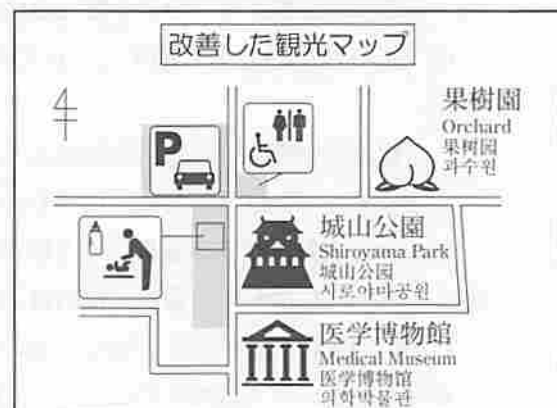 改善した観光マップ
果樹園
Orchard
果树园
과수원
P
城山公園
Shiroyama Park
城山公园
시로야마공원
医学博物館
Medical Museum
医学博物馆
의학박물관